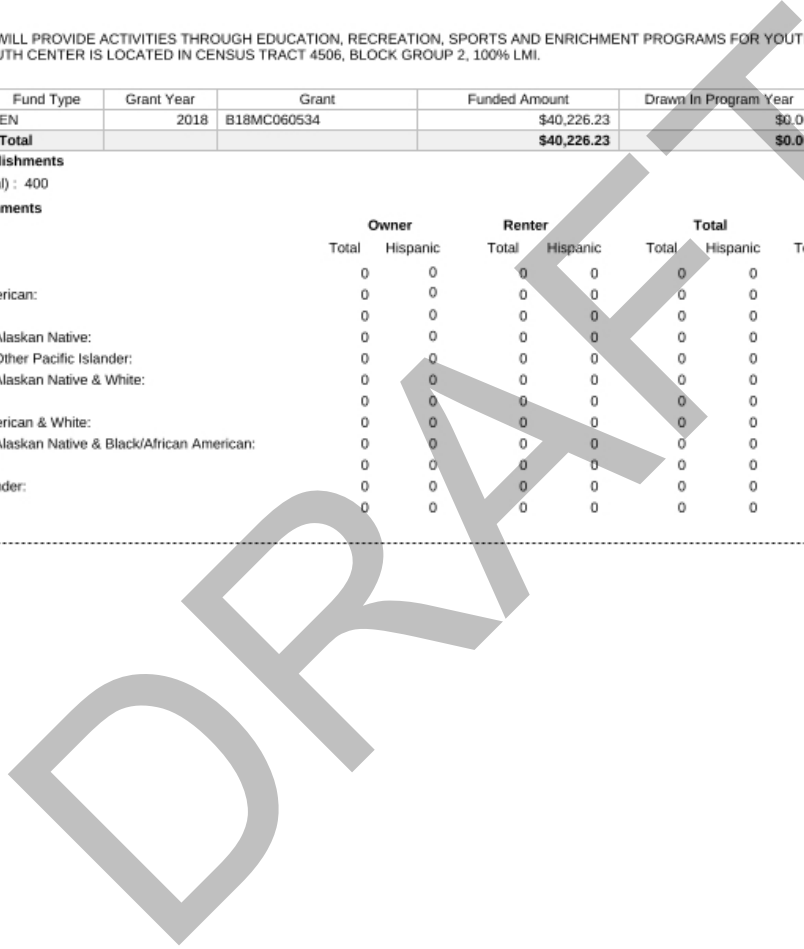 WILL PROVIDE ACTIVITIES THROUGH EDUCATION, RECREATION, SPORTS AND ENRICHMENT PROGRAMS FOR YOUT
UTH CENTER IS LOCATED IN CENSUS TRACT 4506, BLOCK GROUP 2, 100% LMI.
Fund Type Grant Year Grant Funded Amount Drawn In Program Year
EN 2018 B18MC060534 $40,226.23 $0.0
Total $40,226.23 $0.0
lishments
al) : 400
ments
Owner Renter Total
Total Hispanic Total Hispanic Total Hispanic To
0 0 0 0 0 0
erican: 0 0 0 0 0 0
0 0 0 0 0 0
Alaskan Native: 0 0 0 0 0 0
Other Pacific Islander: 0 0 0 0 0 0
Alaskan Native & White: 0 0 0 0 0 0
0 0 0 0 0 0
erican & White: 0 0 0 0 0 0
Alaskan Native & Black/African American: 0 0 0 0 0 0
0 0 0 0 0 0
nder: 0 0 0 0 0 0
0 0 0 0 0 0
DRAFT